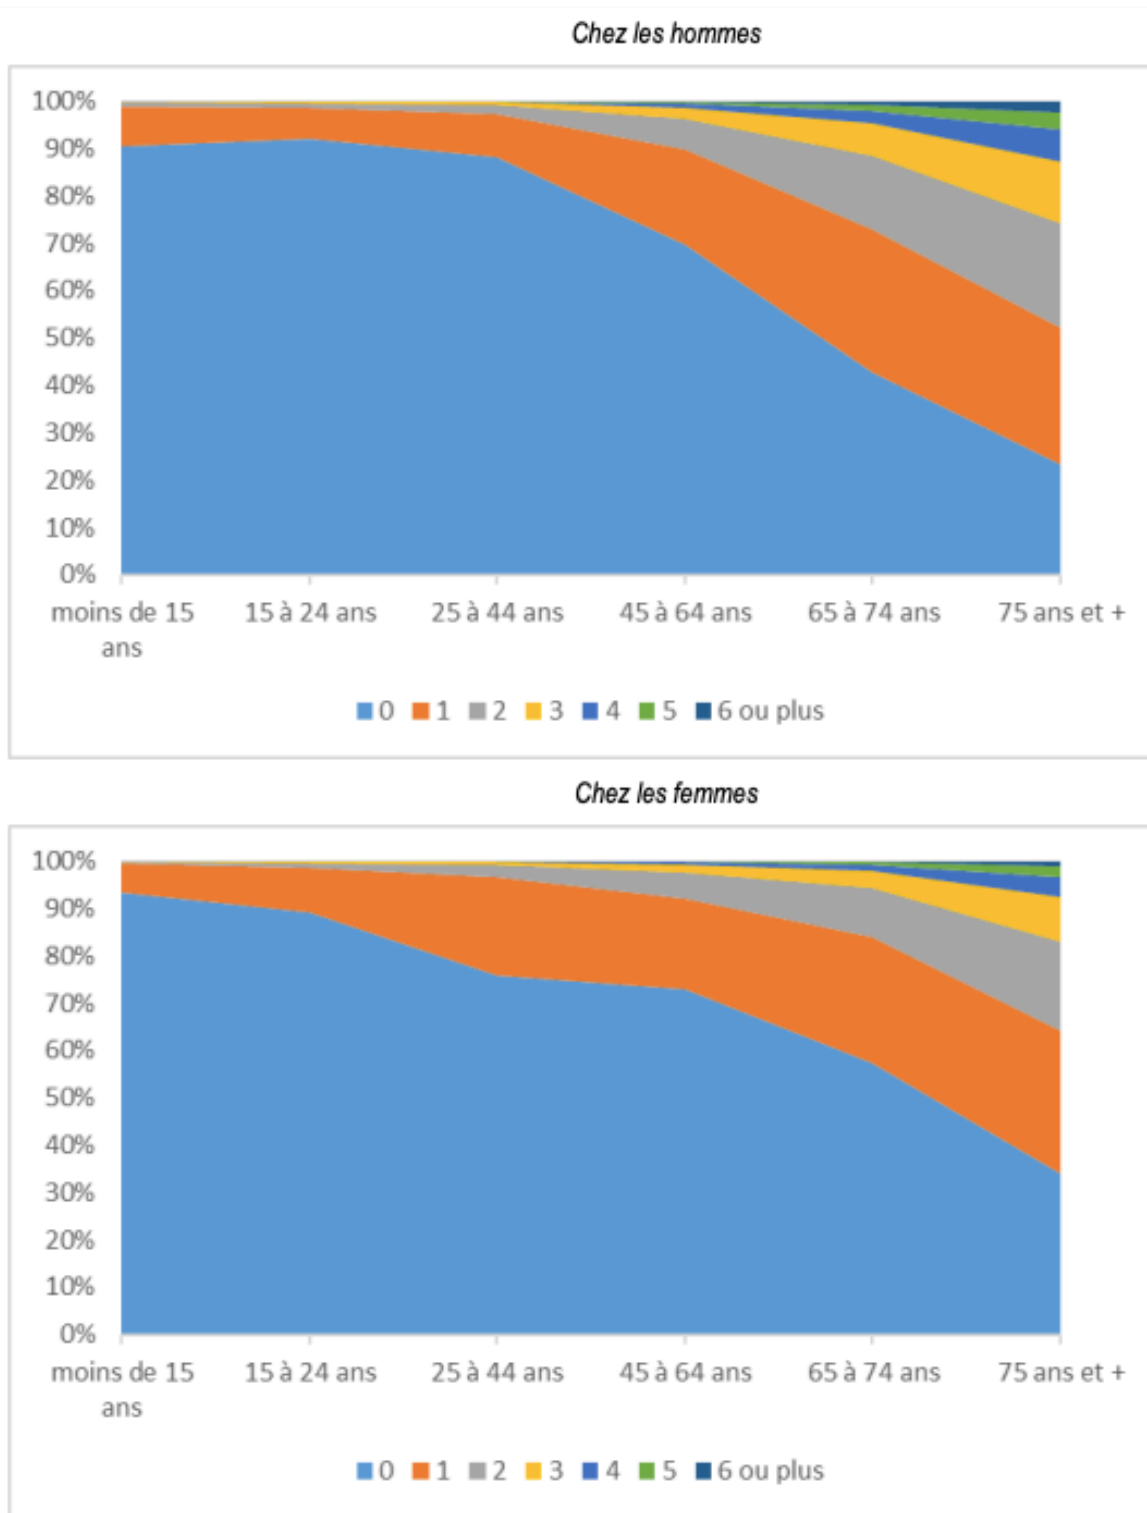 Chez les hommes
100%
90%
80%
70%
60%
50%
40%
30%
20%
10%
0%
moins de 15 ans
15 à 24 ans
25 à 44 ans
45 à 64 ans
65 à 74 ans
75 ans et +
0 1 2 3 4 5 6 ou plus
Chez les femmes
100%
90%
80%
70%
60%
50%
40%
30%
20%
10%
0%
moins de 15 ans
15 à 24 ans
25 à 44 ans
45 à 64 ans
65 à 74 ans
75 ans et +
0 1 2 3 4 5 6 ou plus